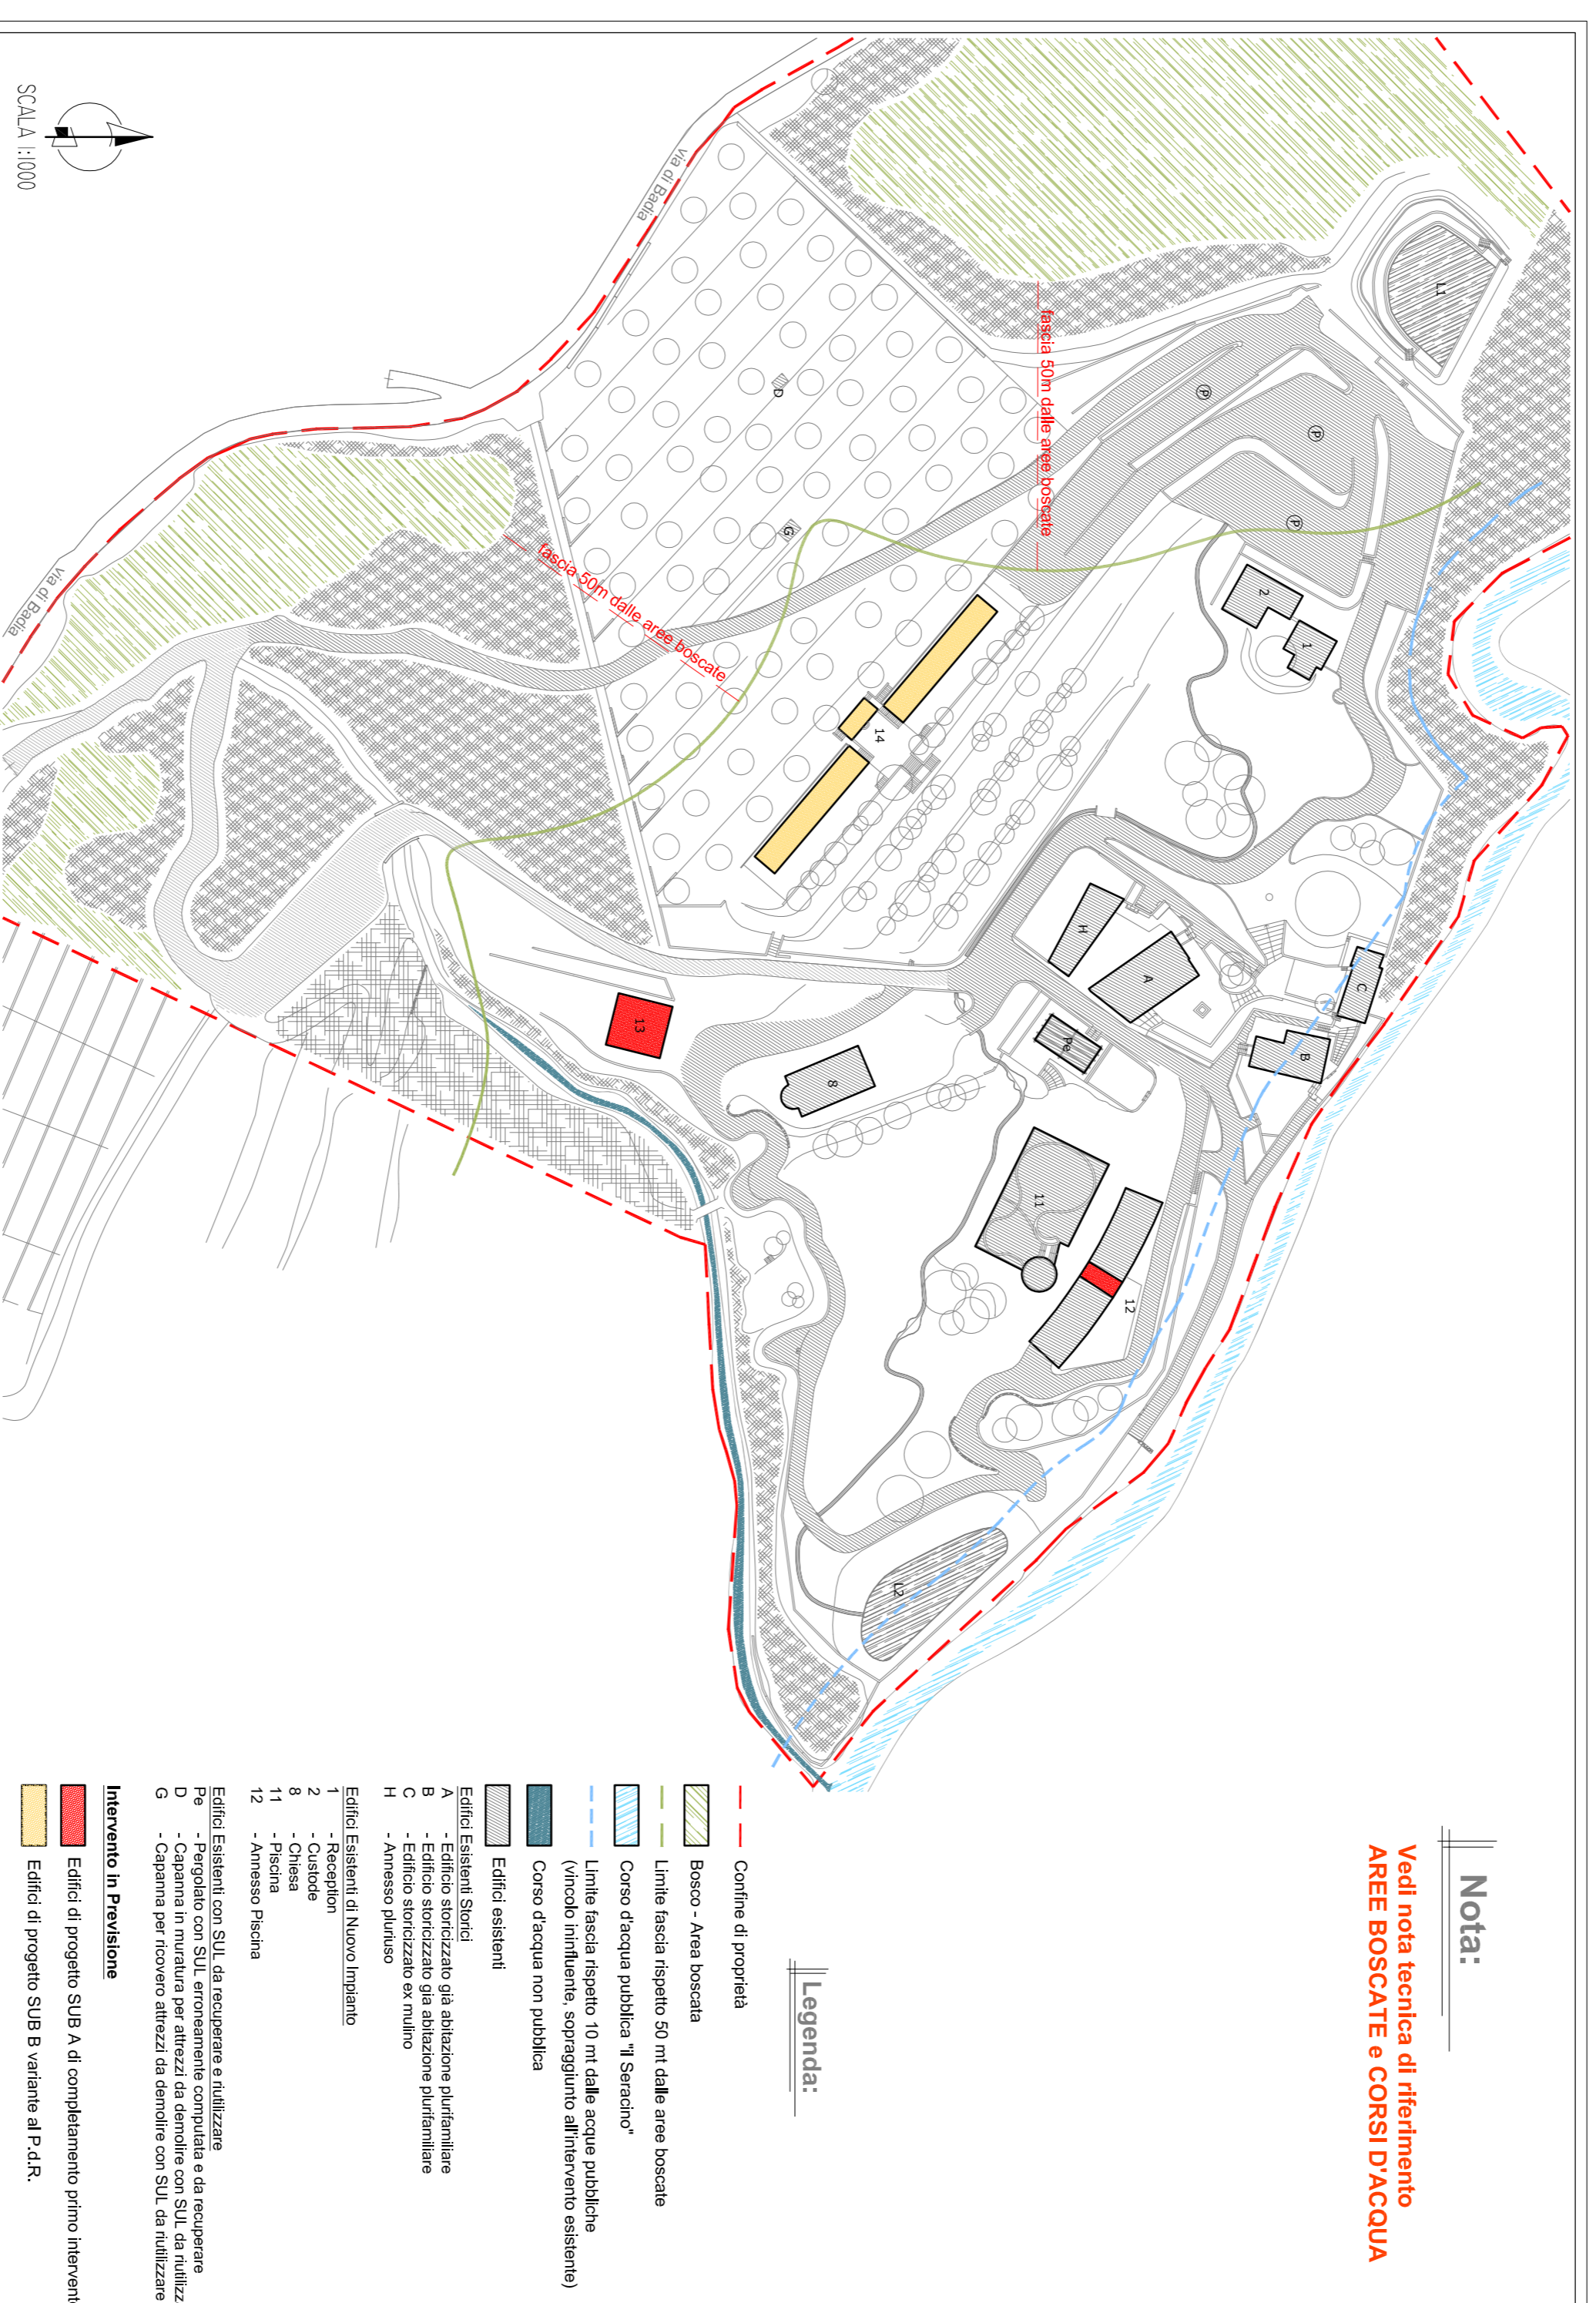 Nota:
Vedi nota tecnica di riferimento
AREE BOSCATE e CORSI D'ACQUA
Legenda:
Confine di proprietà
Bosco - Area boscata
Limite fascia rispetto 50 mt dalle aree boscate
Corso d'acqua pubblica "il Seracino"
Limite fascia rispetto 10 mt dalle acque pubbliche
(vincolo ininfluente, sopraggiunto all'intervento esistente)
Corso d'acqua non pubblica
Edifici esistenti
Edifici Esistenti Storici
A - Edificio storicizzato già abitazione plurifamiliare
B - Edificio storicizzato gia abitazione plurifamiliare
C - Edificio storicizzato ex mulino
H - Annesso pluriuso
Edifici Esistenti di Nuovo Impianto
1 - Reception
2 - Custode
8 - Chiesa
11 - Piscina
12 - Annesso Piscina
Edifici Esistenti con SUL da recuperare e riutilizzare
Pe - Pergolato con SUL erroneamente computata e da recuperare
D - Capanna in muratura per attrezzi da demolire con SUL da riutilizz
G - Capanna per ricovero attrezzi da demolire con SUL da riutilizzare
Intervento in Previsione
Edifici di progetto SUB A di completamento primo intervent
Edifici di progetto SUB B variante al P.d.R.
L1
P
P
P
2
1
C
B
A
H
Pe
12
11
8
13
14
L2
D
G
fascia 50m dalle aree boscate
fascia 50m dalle aree boscate
via di Badia
via di Badia
SCALA 1:1000